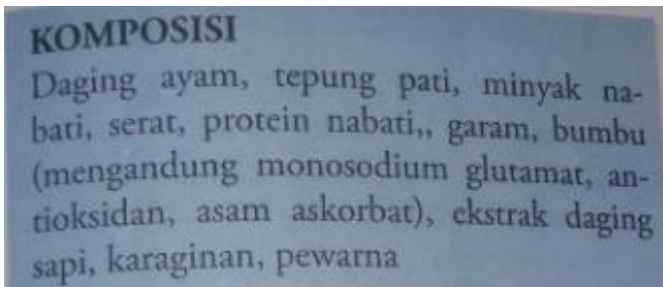 KOMPOSISI
Daging ayam, tepung pati, minyak na-
bati, serat, protein nabati,, garam, bumbu
(mengandung monosodium glutamat, an-
tioksidan, asam askorbat), ekstrak daging
sapi, karaginan, pewarna